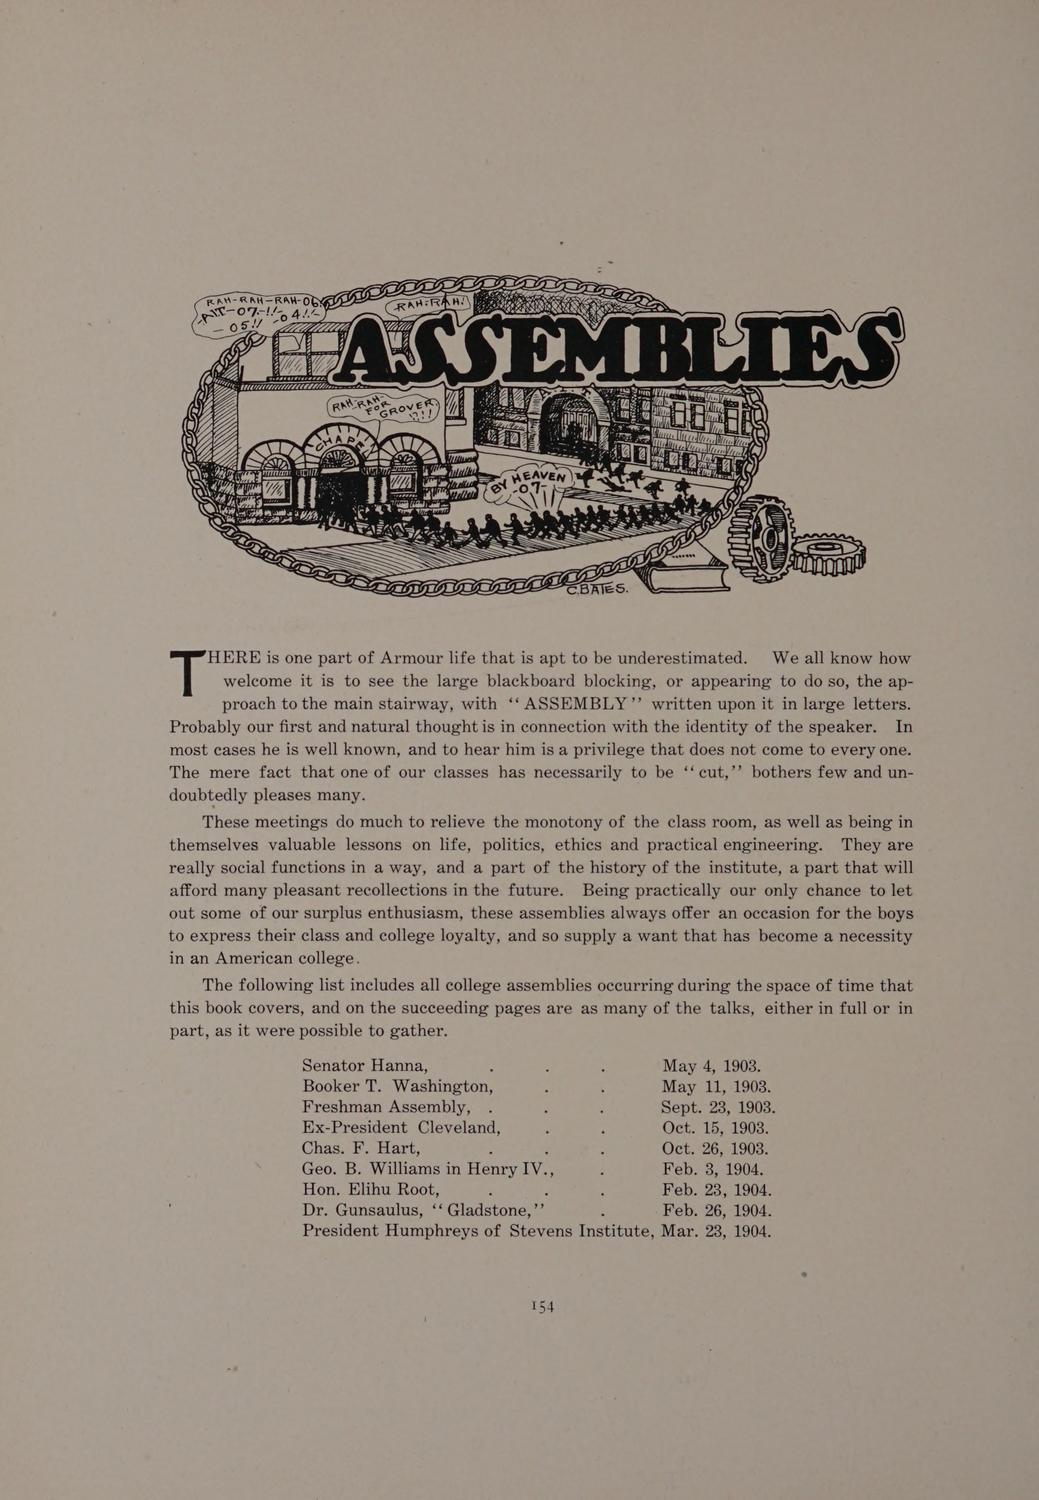 RAH-RAH-RAH-06
-07-!!-
04!!-
- 05!!
RAH-RAH!
ASSEMBLIES
RAH-RAH-
FOR
GROVER
!?!!
CHAPEL
BY HEAVEN
-07-
C.BATES.
THERE is one part of Armour life that is apt to be underestimated. We all know how
welcome it is to see the large blackboard blocking, or appearing to do so, the ap-
proach to the main stairway, with ‘‘ASSEMBLY’’ written upon it in large letters.
Probably our first and natural thought is in connection with the identity of the speaker. In
most cases he is well known, and to hear him is a privilege that does not come to every one.
The mere fact that one of our classes has necessarily to be ‘‘cut,’’ bothers few and un-
doubtedly pleases many.
These meetings do much to relieve the monotony of the class room, as well as being in
themselves valuable lessons on life, politics, ethics and practical engineering. They are
really social functions in a way, and a part of the history of the institute, a part that will
afford many pleasant recollections in the future. Being practically our only chance to let
out some of our surplus enthusiasm, these assemblies always offer an occasion for the boys
to express their class and college loyalty, and so supply a want that has become a necessity
in an American college.
The following list includes all college assemblies occurring during the space of time that
this book covers, and on the succeeding pages are as many of the talks, either in full or in
part, as it were possible to gather.
Senator Hanna, . . . May 4, 1903.
Booker T. Washington, . . May 11, 1903.
Freshman Assembly, . . . Sept. 23, 1903.
Ex-President Cleveland, . . Oct. 15, 1903.
Chas. F. Hart, . . . Oct. 26, 1903.
Geo. B. Williams in Henry IV., . Feb. 3, 1904.
Hon. Elihu Root, . . . Feb. 23, 1904.
Dr. Gunsaulus, ‘‘Gladstone,’’ . Feb. 26, 1904.
President Humphreys of Stevens Institute, Mar. 23, 1904.
154